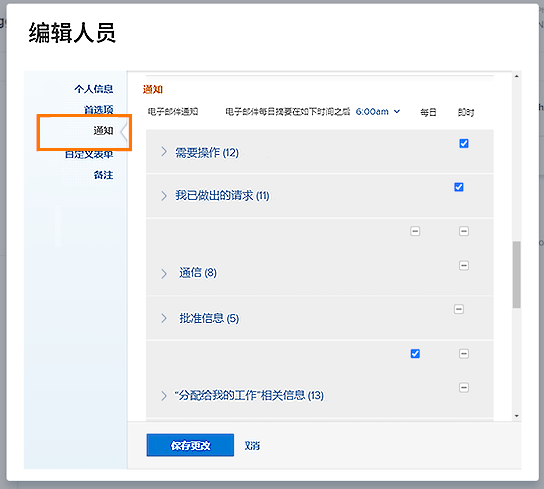 编辑人员
个人信息
首选项
通知
自定义表单
备注
通知
电子邮件通知 电子邮件每日摘要在如下时间之后 6:00am 每日 即时
需要操作 (12)
我已做出的请求 (11)
通信 (8)
批准信息 (5)
“分配给我的工作”相关信息 (13)
保存更改 取消